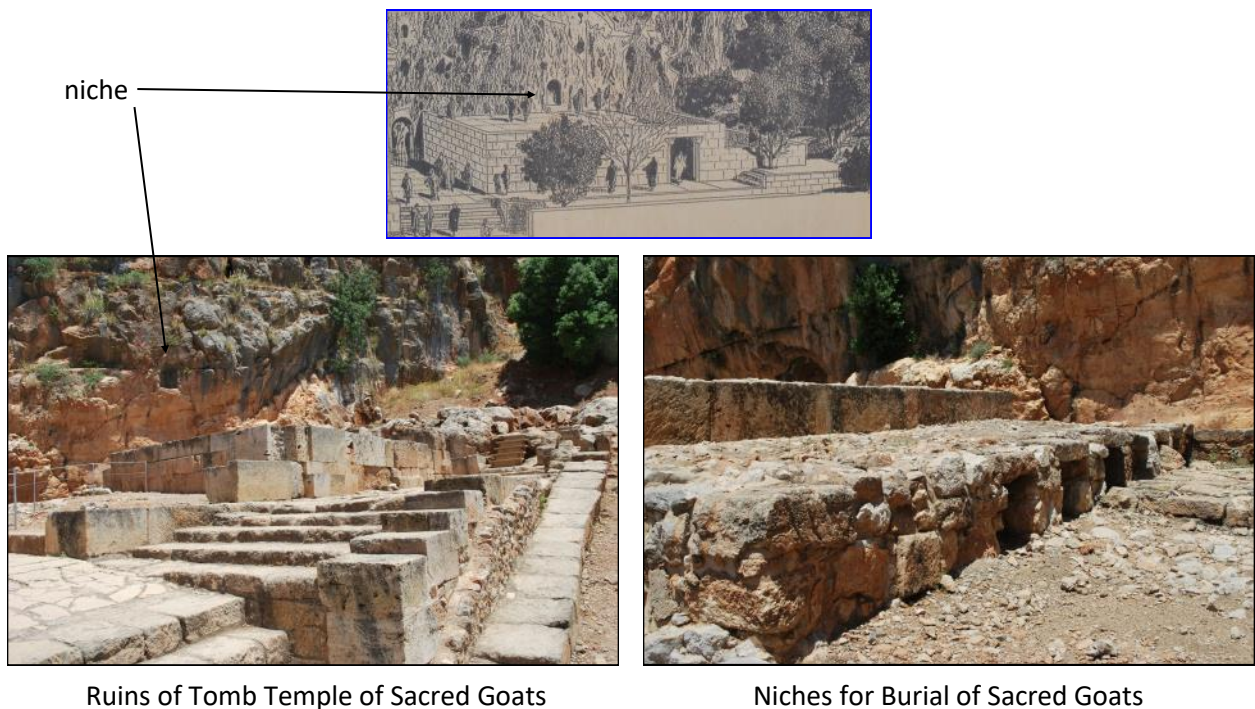 niche
Ruins of Tomb Temple of Sacred Goats
Niches for Burial of Sacred Goats